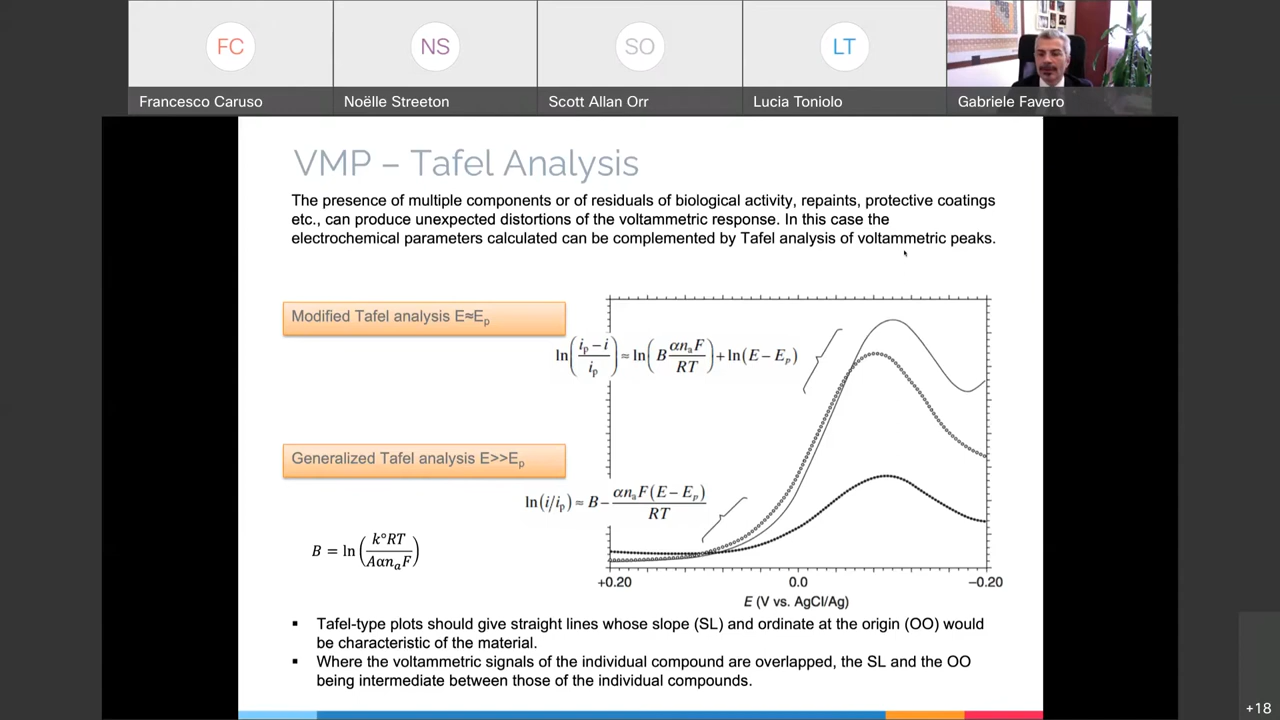 FC
NS
SO
LT
Francesco Caruso
Noëlle Streeton
Scott Allan Orr
Lucia Toniolo
Gabriele Favero
VMP – Tafel Analysis
The presence of multiple components or of residuals of biological activity, repaints, protective coatings
etc., can produce unexpected distortions of the voltammetric response. In this case the
electrochemical parameters calculated can be complemented by Tafel analysis of voltammetric peaks.
Modified Tafel analysis E≈Ep
ln((ip − i)/ip) ≈ ln(B αnaF/RT) + ln(E − Ep)
Generalized Tafel analysis E>>Ep
ln(i/ip) ≈ B − αnaF(E − Ep)/RT
B = ln(k°RT/AαnaF)
+0.20 0.0 −0.20
E (V vs. AgCl/Ag)
▪ Tafel-type plots should give straight lines whose slope (SL) and ordinate at the origin (OO) would
be characteristic of the material.
▪ Where the voltammetric signals of the individual compound are overlapped, the SL and the OO
being intermediate between those of the individual compounds.
+18